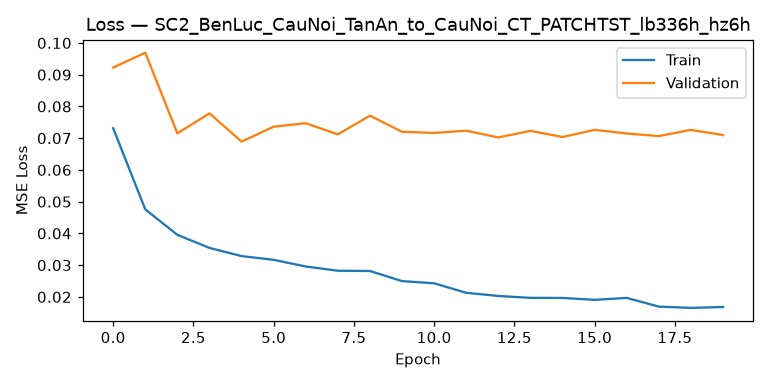 Loss — SC2_BenLuc_CauNoi_TanAn_to_CauNoi_CT_PATCHTST_lb336h_hz6h
Train
Validation
MSE Loss
0.10
0.09
0.08
0.07
0.06
0.05
0.04
0.03
0.02
0.0 2.5 5.0 7.5 10.0 12.5 15.0 17.5
Epoch